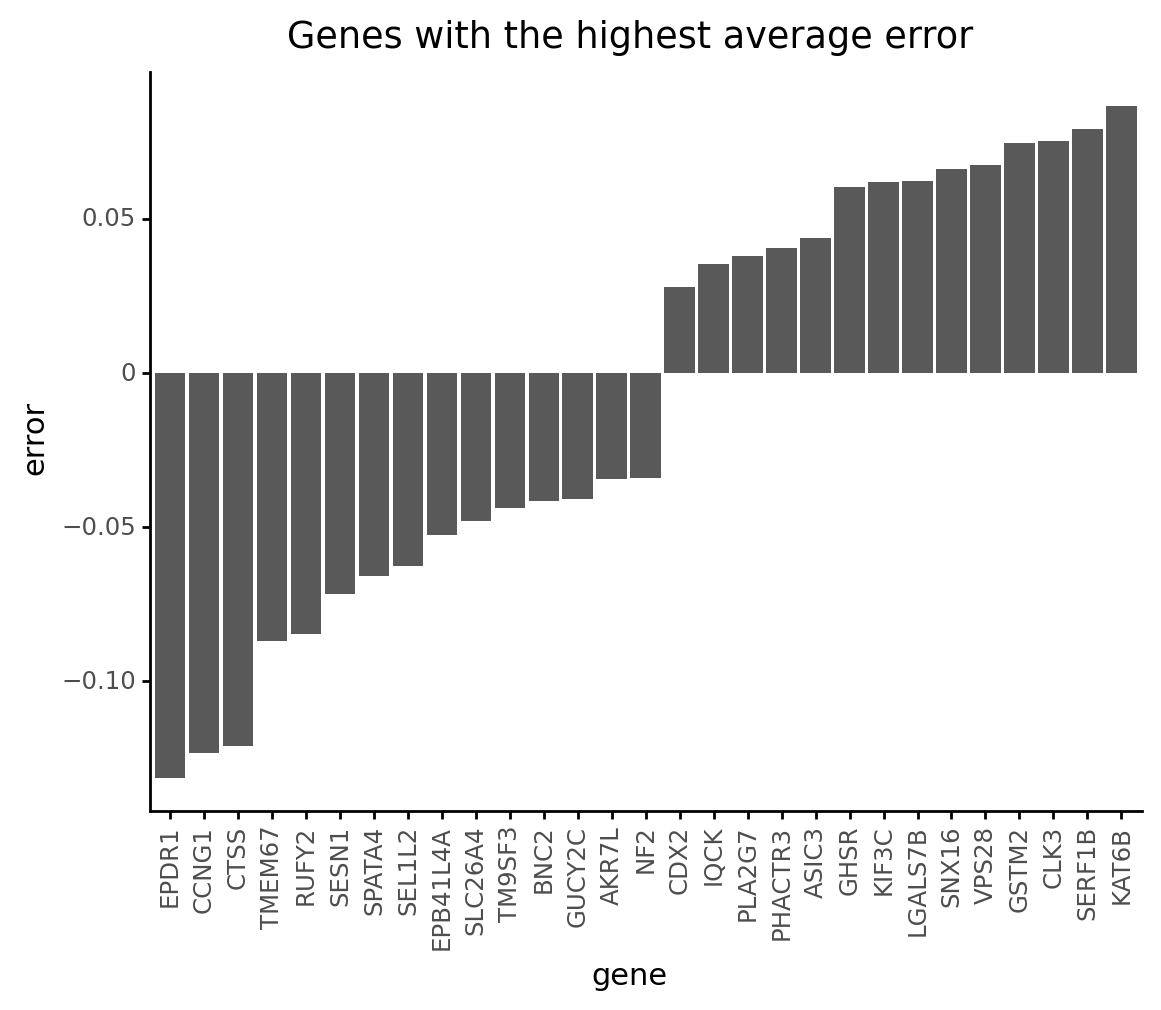 Genes with the highest average error
0.05
0
−0.05
−0.10
error
EPDR1
CCNG1
CTSS
TMEM67
RUFY2
SESN1
SPATA4
SEL1L2
EPB41L4A
SLC26A4
TM9SF3
BNC2
GUCY2C
AKR7L
NF2
CDX2
IQCK
PLA2G7
PHACTR3
ASIC3
GHSR
KIF3C
LGALS7B
SNX16
VPS28
GSTM2
CLK3
SERF1B
KAT6B
gene